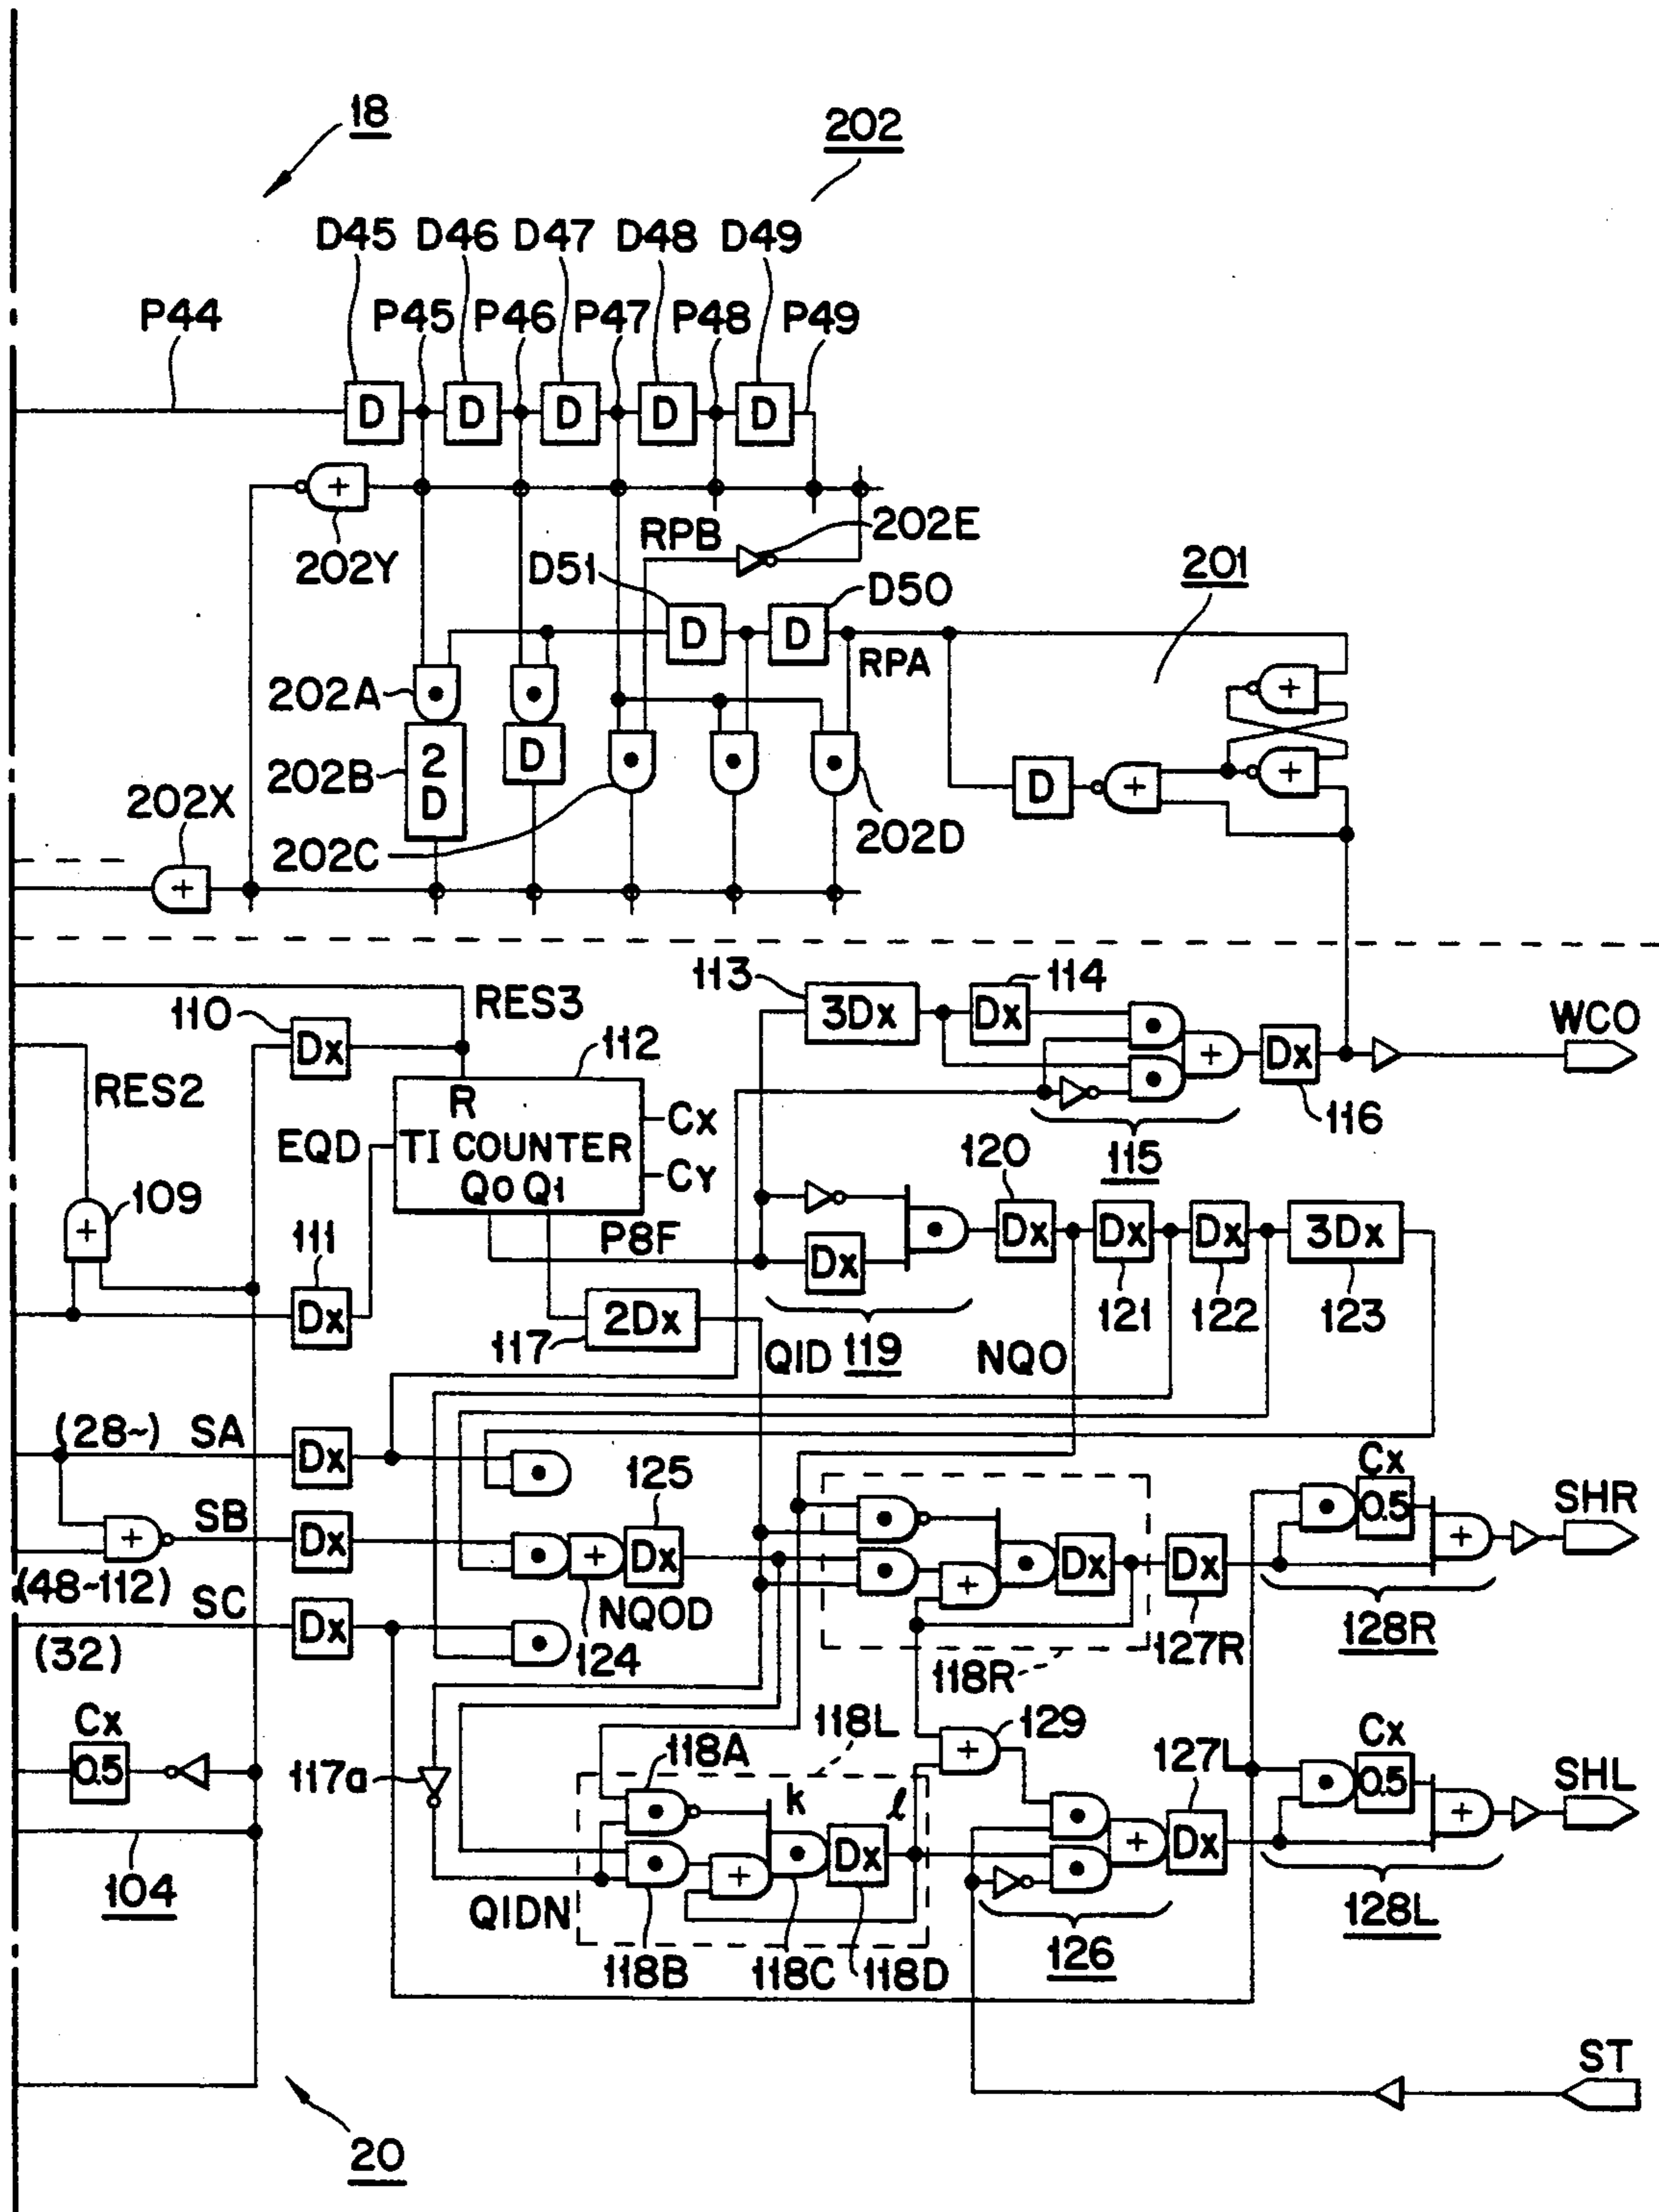 18
202
D45 D46 D47 D48 D49
P44 P45 P46 P47 P48 P49
D D D D D
+
202Y
RPB
202E
201
D51
D50
D D
RPA
202A
+
202B
2
D
D
D
+
+
202X
202C
202D
+
113
114
RES3
110
3Dx
Dx
WCO
Dx
112
+
Dx
RES2
R
Cx
116
EQD
TI COUNTER
120
115
Q0 Q1
CY
109
+
111
P8F
Dx
Dx
Dx
3Dx
Dx
Dx
2Dx
121
122
123
117
QID
119
NQO
(28~)
SA
Dx
125
Cx
0.5
SHR
SB
+
Dx
+
Dx
Dx
Dx
+
+
(48~112)
SC
NQOD
Dx
128R
(32)
124
127R
118R
118L
129
Cx
118A
+
127L
Cx
0.5
117a
0.5
SHL
k
l
+
+
Dx
Dx
+
104
QIDN
128L
118B
118C
118D
126
ST
20